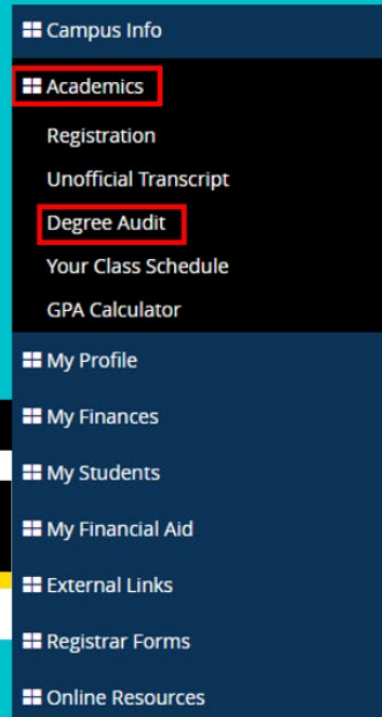 Campus Info
Academics
Registration
Unofficial Transcript
Degree Audit
Your Class Schedule
GPA Calculator
My Profile
My Finances
My Students
My Financial Aid
External Links
Registrar Forms
Online Resources